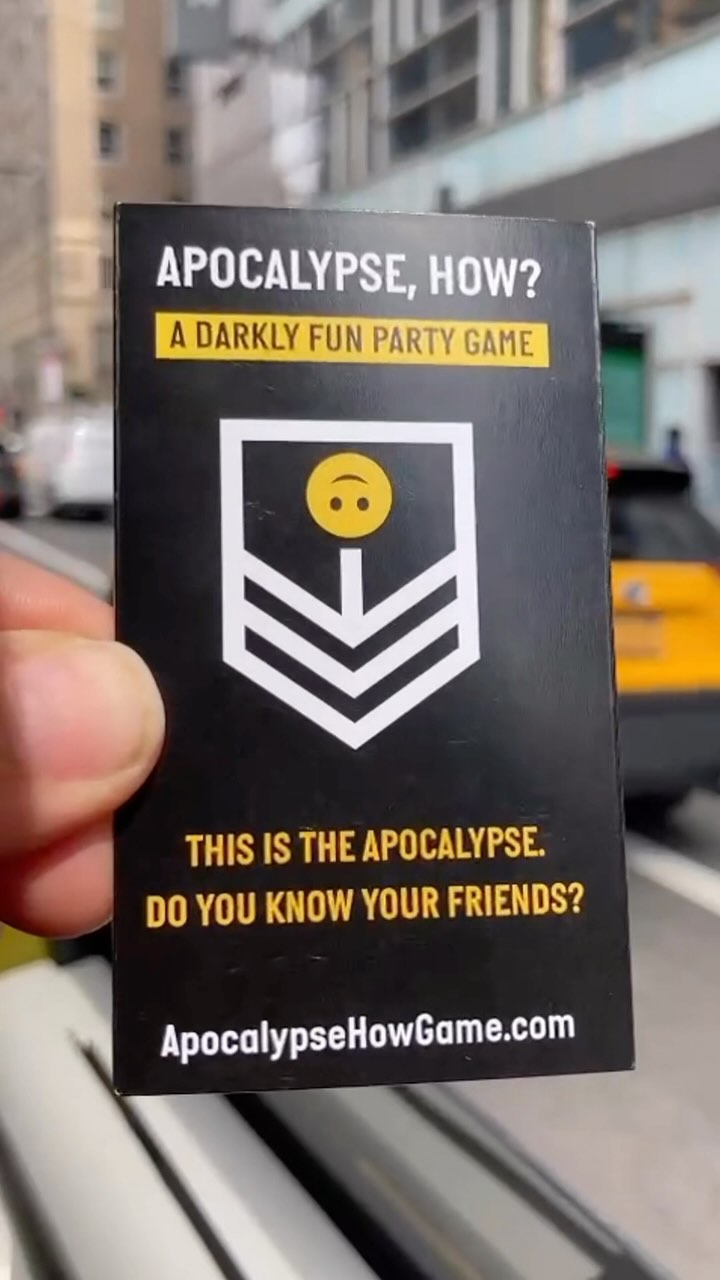 APOCALYPSE, HOW?
A DARKLY FUN PARTY GAME
THIS IS THE APOCALYPSE.
DO YOU KNOW YOUR FRIENDS?
ApocalypseHowGame.com